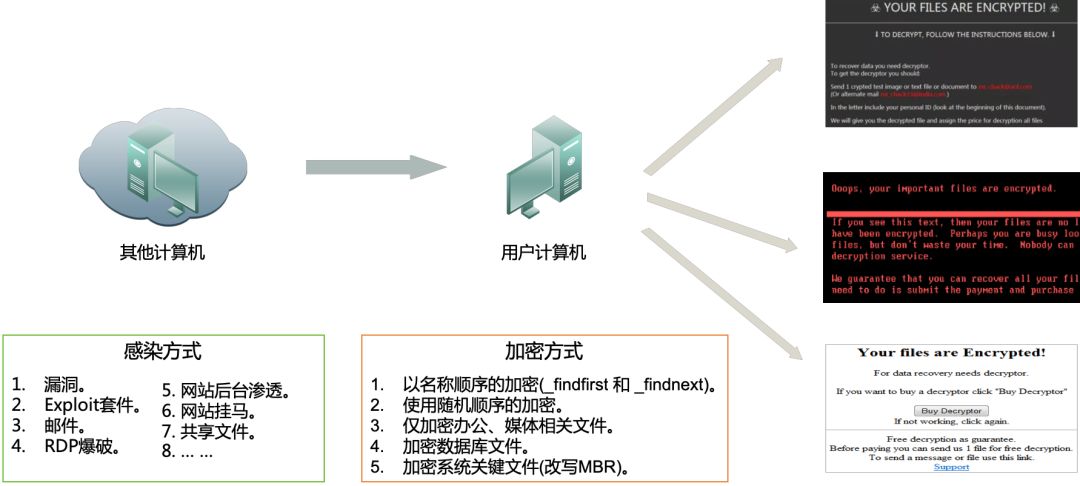 ☣ YOUR FILES ARE ENCRYPTED! ☣
⬇ TO DECRYPT, FOLLOW THE INSTRUCTIONS BELOW. ⬇
To recover data you need decryptor.
To get the decryptor you should:
Send 1 crypted test image or text file or document to
(Or alternate mail
In the letter include your personal ID (look at the beginning of this document).
We will give you the decrypted file and assign the price for decryption all files
其他计算机
用户计算机
Ooops, your important files are encrypted.
If you see this text, then your files are no l
have been encrypted. Perhaps you are busy loo
files, but don't waste your time. Nobody can
decryption service.
We guarantee that you can recover all your fil
need to do is submit the payment and purchase
感染方式
1. 漏洞。
2. Exploit套件。
3. 邮件。
4. RDP爆破。
5. 网站后台渗透。
6. 网站挂马。
7. 共享文件。
8. ... ...
加密方式
1. 以名称顺序的加密(_findfirst 和 _findnext)。
2. 使用随机顺序的加密。
3. 仅加密办公、媒体相关文件。
4. 加密数据库文件。
5. 加密系统关键文件(改写MBR)。
Your files are Encrypted!
For data recovery needs decryptor.
If you want to buy a decryptor click "Buy Decryptor"
Buy Decryptor
If not working, click again.
Free decryption as guarantee.
Before paying you can send us 1 file for free decryption.
To send a message or file use this link.
Support